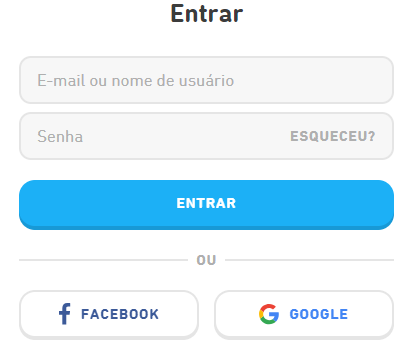 Entrar
E-mail ou nome de usuário
Senha ESQUECEU?
ENTRAR
OU
FACEBOOK GOOGLE